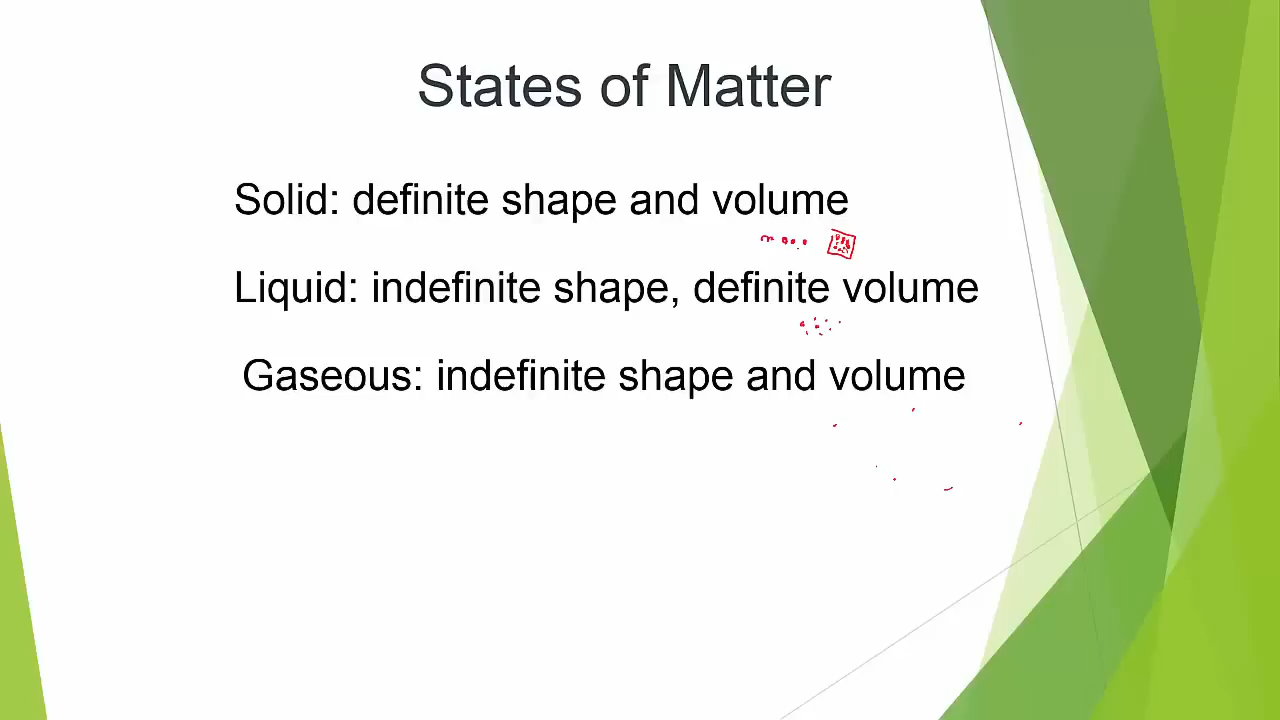 States of Matter
Solid: definite shape and volume
Liquid: indefinite shape, definite volume
Gaseous: indefinite shape and volume